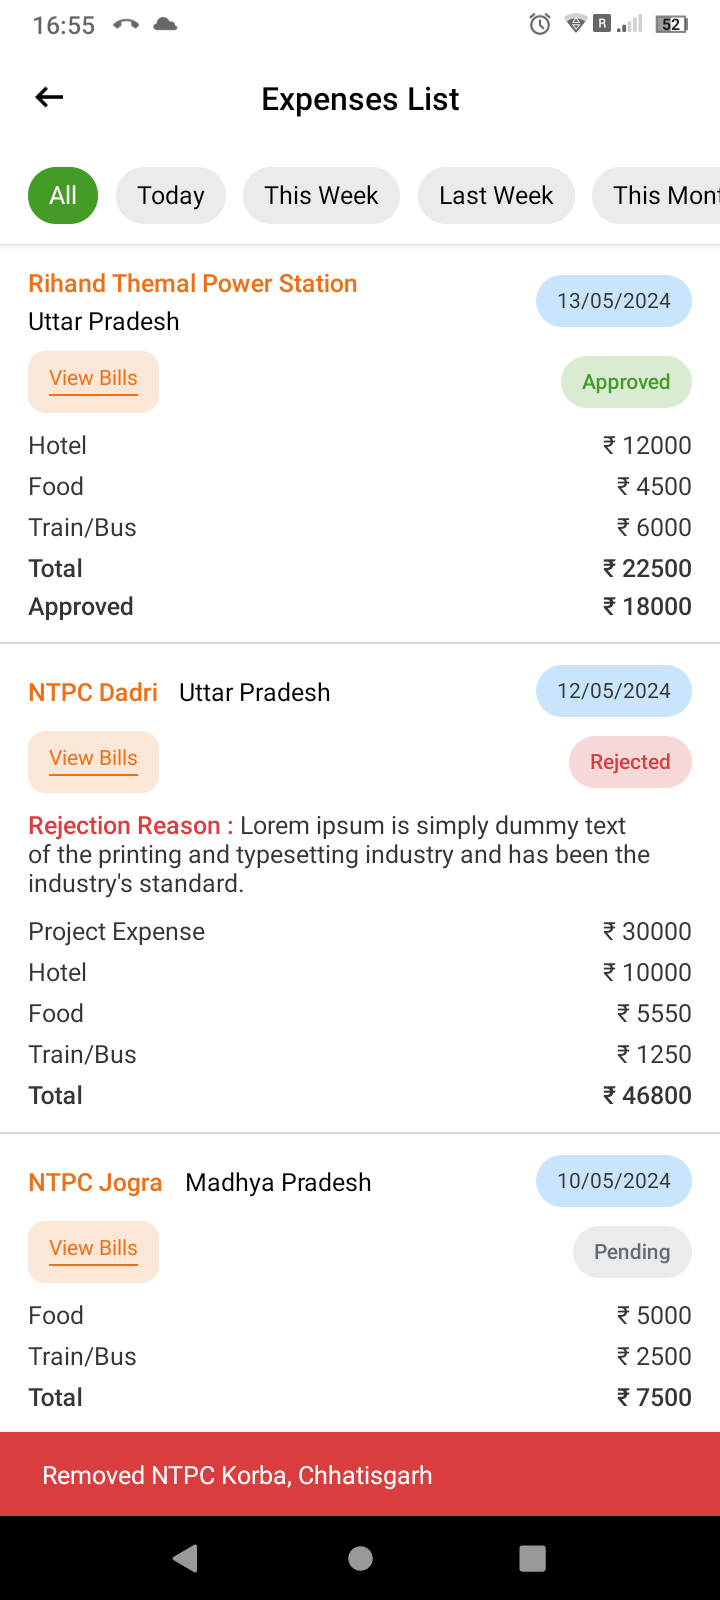 16:55
R
52
Expenses List
All Today This Week Last Week This Mont
Rihand Themal Power Station
Uttar Pradesh
13/05/2024
View Bills
Approved
Hotel ₹ 12000
Food ₹ 4500
Train/Bus ₹ 6000
Total ₹ 22500
Approved ₹ 18000
NTPC Dadri Uttar Pradesh 12/05/2024
View Bills
Rejected
Rejection Reason : Lorem ipsum is simply dummy text
of the printing and typesetting industry and has been the
industry's standard.
Project Expense ₹ 30000
Hotel ₹ 10000
Food ₹ 5550
Train/Bus ₹ 1250
Total ₹ 46800
NTPC Jogra Madhya Pradesh 10/05/2024
View Bills
Pending
Food ₹ 5000
Train/Bus ₹ 2500
Total ₹ 7500
Removed NTPC Korba, Chhatisgarh